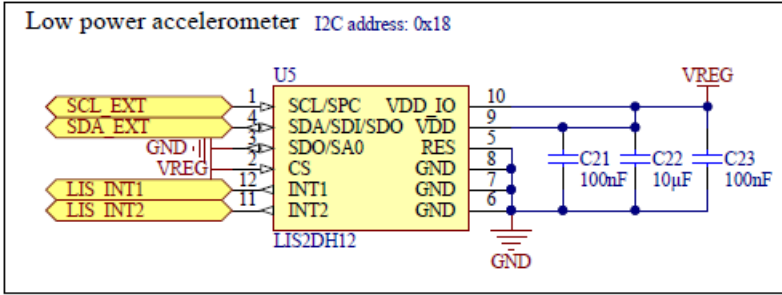 Low power accelerometer I2C address: 0x18
U5
VREG
SCL_EXT 1 SCL/SPC VDD_IO 10
SDA_EXT 4 SDA/SDI/SDO VDD 9
GND 3 SDO/SA0 RES 5
VREG 2 CS GND 8
LIS_INT1 12 INT1 GND 7
LIS_INT2 11 INT2 GND 6
C21 C22 C23
100nF 10µF 100nF
LIS2DH12
GND